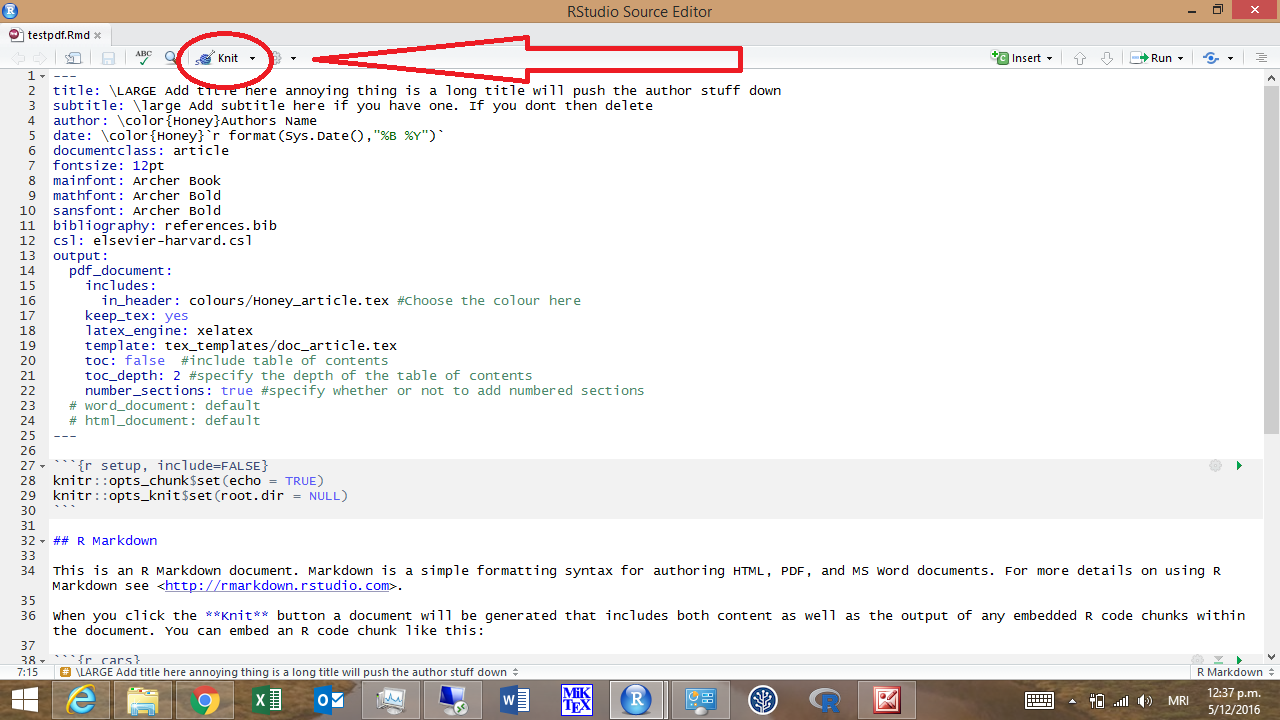 RStudio Source Editor
testpdf.Rmd
ABC Knit Insert Run
1 ---
2 title: \LARGE Add title here annoying thing is a long title will push the author stuff down
3 subtitle: \large Add subtitle here if you have one. If you dont then delete
4 author: \color{Honey}Authors Name
5 date: \color{Honey}`r format(Sys.Date(),"%B %Y")`
6 documentclass: article
7 fontsize: 12pt
8 mainfont: Archer Book
9 mathfont: Archer Bold
10 sansfont: Archer Bold
11 bibliography: references.bib
12 csl: elsevier-harvard.csl
13 output:
14 pdf_document:
15 includes:
16 in_header: colours/Honey_article.tex #Choose the colour here
17 keep_tex: yes
18 latex_engine: xelatex
19 template: tex_templates/doc_article.tex
20 toc: false #include table of contents
21 toc_depth: 2 #specify the depth of the table of contents
22 number_sections: true #specify whether or not to add numbered sections
23 # word_document: default
24 # html_document: default
25 ---
26
27 ```{r setup, include=FALSE}
28 knitr::opts_chunk$set(echo = TRUE)
29 knitr::opts_knit$set(root.dir = NULL)
30 ```
31
32 ## R Markdown
33
34 This is an R Markdown document. Markdown is a simple formatting syntax for authoring HTML, PDF, and MS Word documents. For more details on using R
Markdown see <http://rmarkdown.rstudio.com>.
35
36 When you click the **Knit** button a document will be generated that includes both content as well as the output of any embedded R code chunks within
the document. You can embed an R code chunk like this:
37
38 ```{r cars}
7:15 \LARGE Add title here annoying thing is a long title will push the author stuff down R Markdown
MiKTEX MRI 12:37 p.m.
5/12/2016